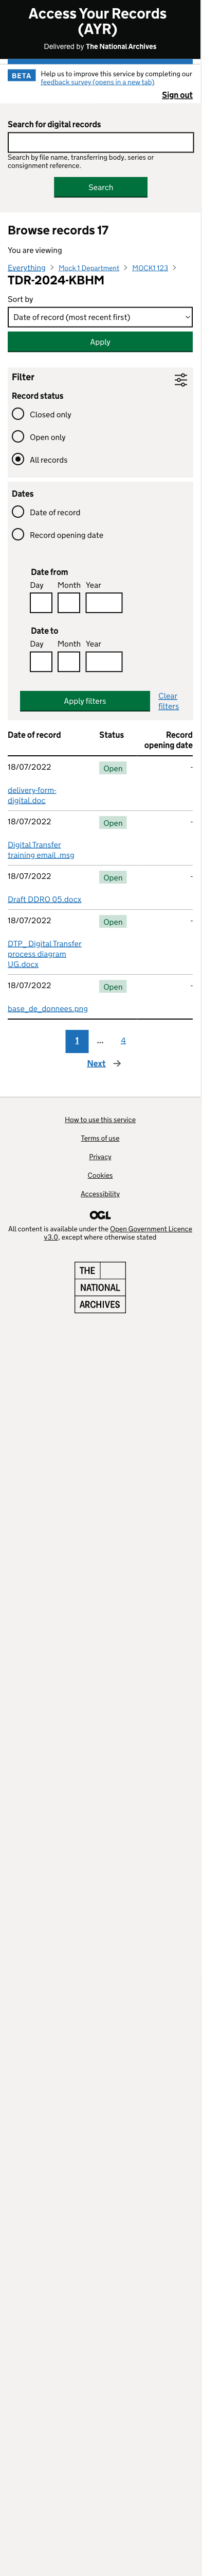 Access Your Records
(AYR)
Delivered by The National Archives
BETA
Help us to improve this service by completing our
feedback survey (opens in a new tab)
Sign out
Search for digital records
Search by file name, transferring body, series or
consignment reference.
Search
Browse records 17
You are viewing
Everything > Mock 1 Department > MOCK1 123 >
TDR-2024-KBHM
Sort by
Date of record (most recent first)
Apply
Filter
Record status
Closed only
Open only
All records
Dates
Date of record
Record opening date
Date from
Day Month Year
Date to
Day Month Year
Apply filters
Clear
filters
Date of record Status Record
opening date
18/07/2022 Open -
delivery-form-
digital.doc
18/07/2022 Open -
Digital Transfer
training email .msg
18/07/2022 Open -
Draft DDRO 05.docx
18/07/2022 Open -
DTP_ Digital Transfer
process diagram
UG.docx
18/07/2022 Open -
base_de_donnees.png
1 … 4
Next →
How to use this service
Terms of use
Privacy
Cookies
Accessibility
OGL
All content is available under the Open Government Licence
v3.0, except where otherwise stated
THE
NATIONAL
ARCHIVES